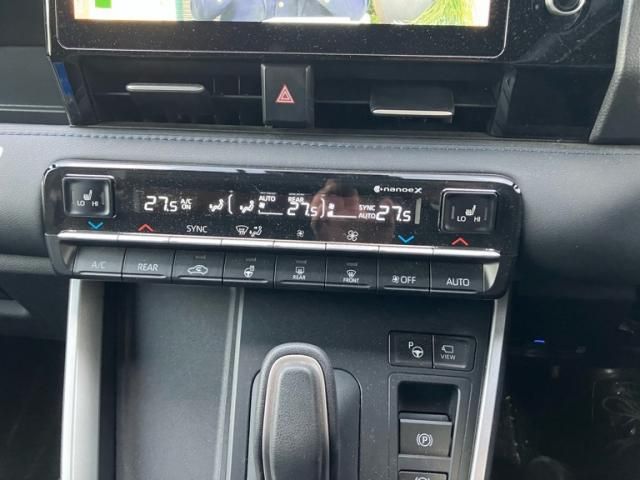 nanoeX
LO HI
27.5 A/C ON
AUTO
REAR
27.5
SYNC
AUTO
27.5
LO HI
SYNC
A/C
REAR
REAR
FRONT
OFF
AUTO
P
VIEW
P